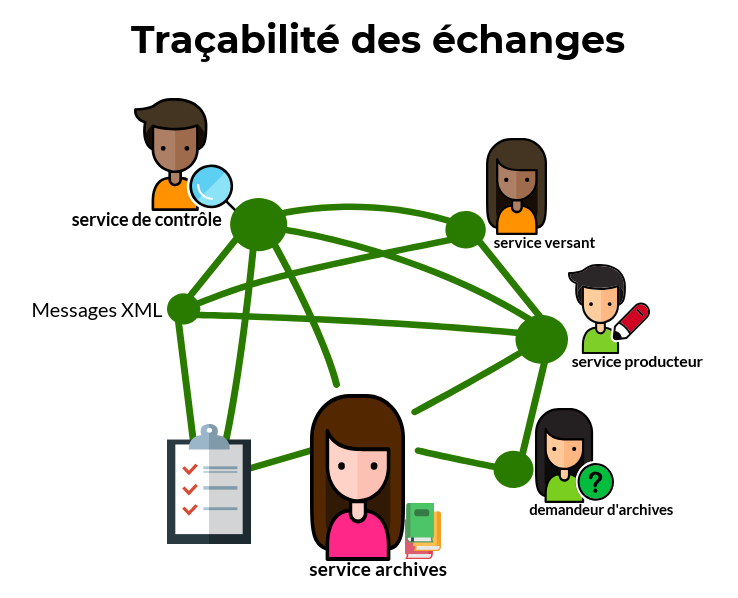 Traçabilité des échanges
service de contrôle
service versant
Messages XML
service producteur
?
demandeur d'archives
service archives